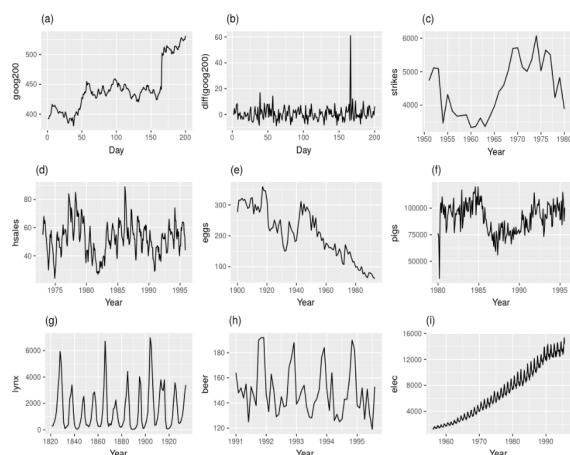 (a)
goog200
500
450
400
0
50
100
150
200
Day
(b)
diff(goog200)
60
40
20
0
0
50
100
150
200
Day
(c)
strikes
6000
5000
4000
1950
1955
1960
1965
1970
1975
1980
Year
(d)
hsales
80
60
40
1975
1980
1985
1990
1995
Year
(e)
eggs
300
200
100
1900
1920
1940
1960
1980
Year
(f)
pigs
100000
75000
50000
1980
1985
1990
1995
Year
(g)
lynx
6000
4000
2000
0
1820
1840
1860
1880
1900
1920
Year
(h)
beer
180
160
140
120
1991
1992
1993
1994
1995
Year
(i)
elec
16000
12000
8000
4000
1960
1970
1980
1990
Year